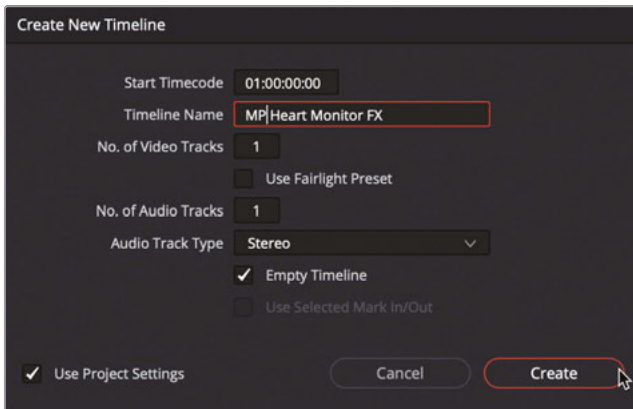 Create New Timeline
Start Timecode 01:00:00:00
Timeline Name MP Heart Monitor FX
No. of Video Tracks 1
Use Fairlight Preset
No. of Audio Tracks 1
Audio Track Type Stereo
Empty Timeline
Use Selected Mark In/Out
Use Project Settings Cancel Create